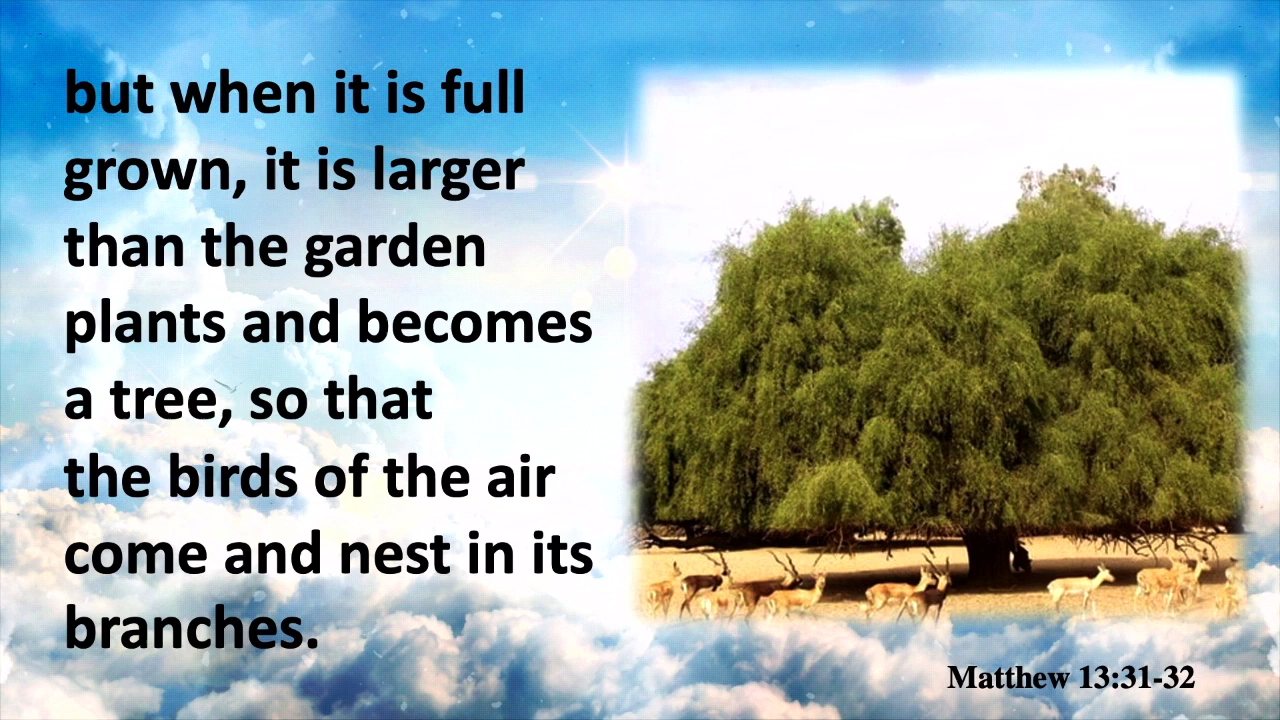 but when it is full
grown, it is larger
than the garden
plants and becomes
a tree, so that
the birds of the air
come and nest in its
branches.
Matthew 13:31-32